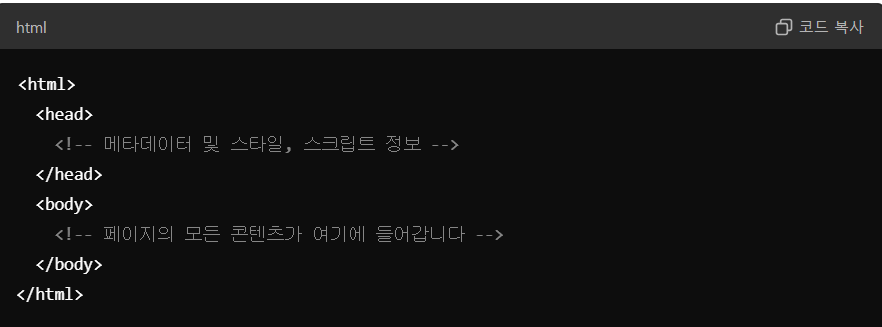 html
코드 복사
<html>
<head>
<!-- 메타데이터 및 스타일, 스크립트 정보 -->
</head>
<body>
<!-- 페이지의 모든 콘텐츠가 여기에 들어갑니다 -->
</body>
</html>